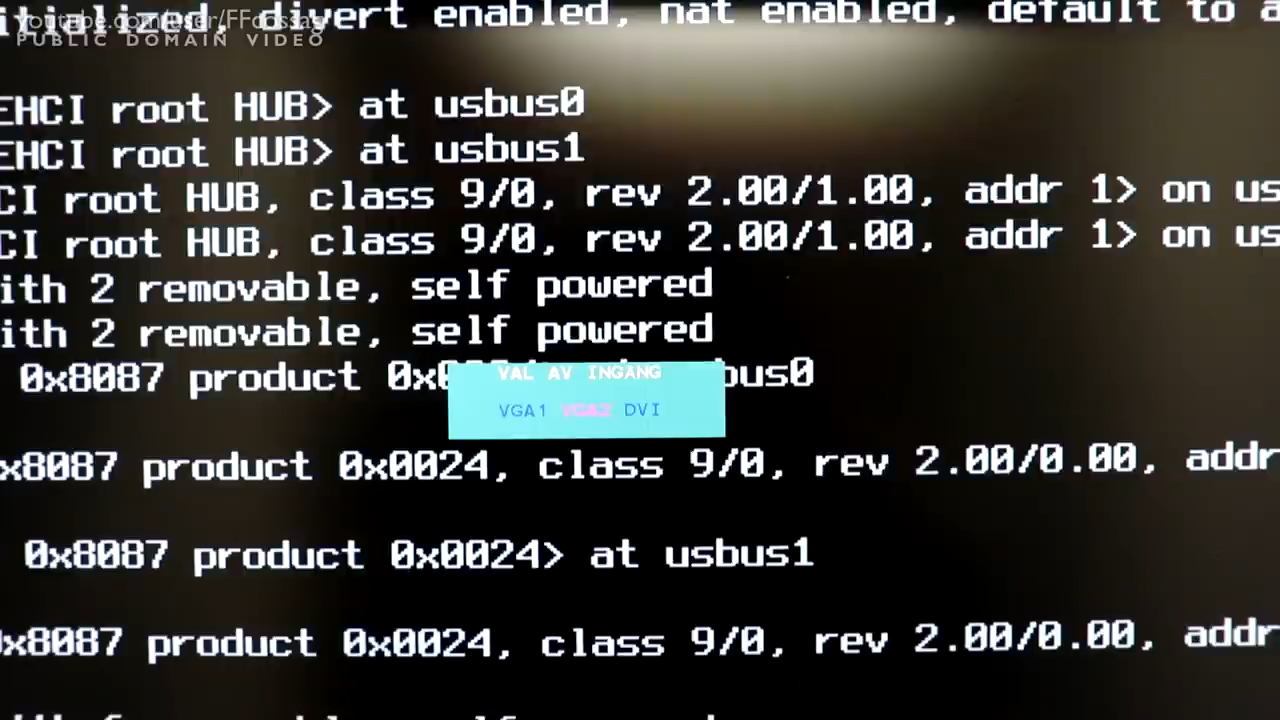 youtube.com/user/FFcossag
PUBLIC DOMAIN VIDEO
itialized, divert enabled, nat enabled, default to a
EHCI root HUB> at usbus0
EHCI root HUB> at usbus1
CI root HUB, class 9/0, rev 2.00/1.00, addr 1> on us
CI root HUB, class 9/0, rev 2.00/1.00, addr 1> on us
ith 2 removable, self powered
ith 2 removable, self powered
0x8087 product bus0
VAL AV INGANG
VGA1 VGA2 DVI
x8087 product 0x0024, class 9/0, rev 2.00/0.00, addr
0x8087 product 0x0024> at usbus1
0x8087 product 0x0024, class 9/0, rev 2.00/0.00, addr